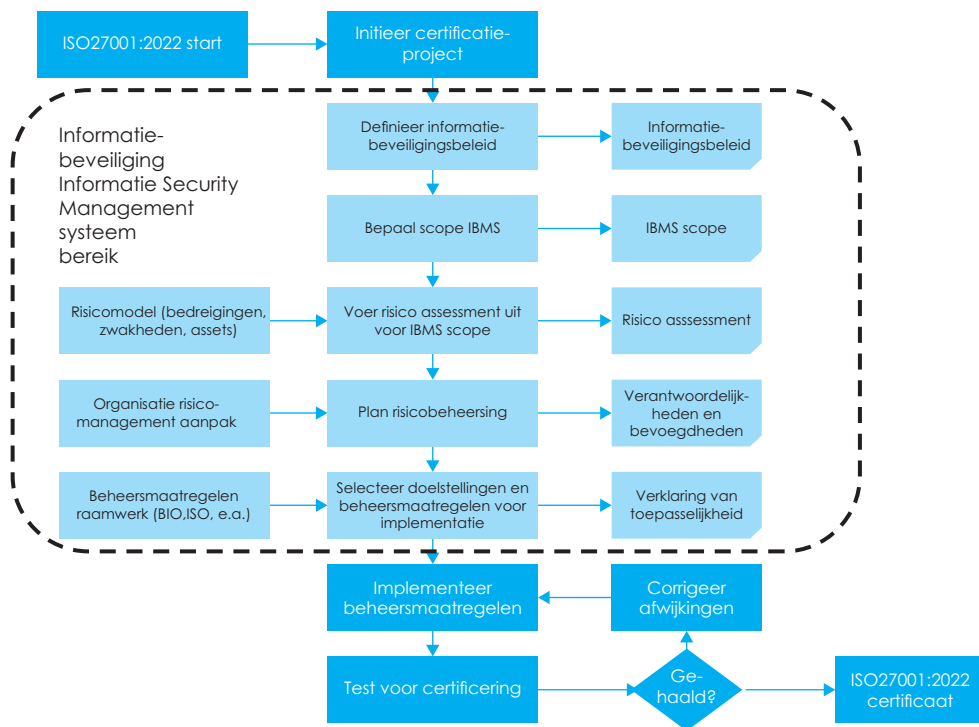 ISO27001:2022 start
Initieer certificatie-
project
Informatie-
beveiliging
Informatie Security
Management
systeem
bereik
Definieer informatie-
beveiligingsbeleid
Informatie-
beveiligingsbeleid
Bepaal scope IBMS
IBMS scope
Risicomodel (bedreigingen,
zwakheden, assets)
Voer risico assessment uit
voor IBMS scope
Risico asssessment
Organisatie risico-
management aanpak
Plan risicobeheersing
Verantwoordelijk-
heden en
bevoegdheden
Beheersmaatregelen
raamwerk (BIO,ISO, e.a.)
Selecteer doelstellingen en
beheersmaatregelen voor
implementatie
Verklaring van
toepasselijkheid
Implementeer
beheersmaatregelen
Corrigeer
afwijkingen
Test voor certificering
Ge-
haald?
ISO27001:2022
certificaat